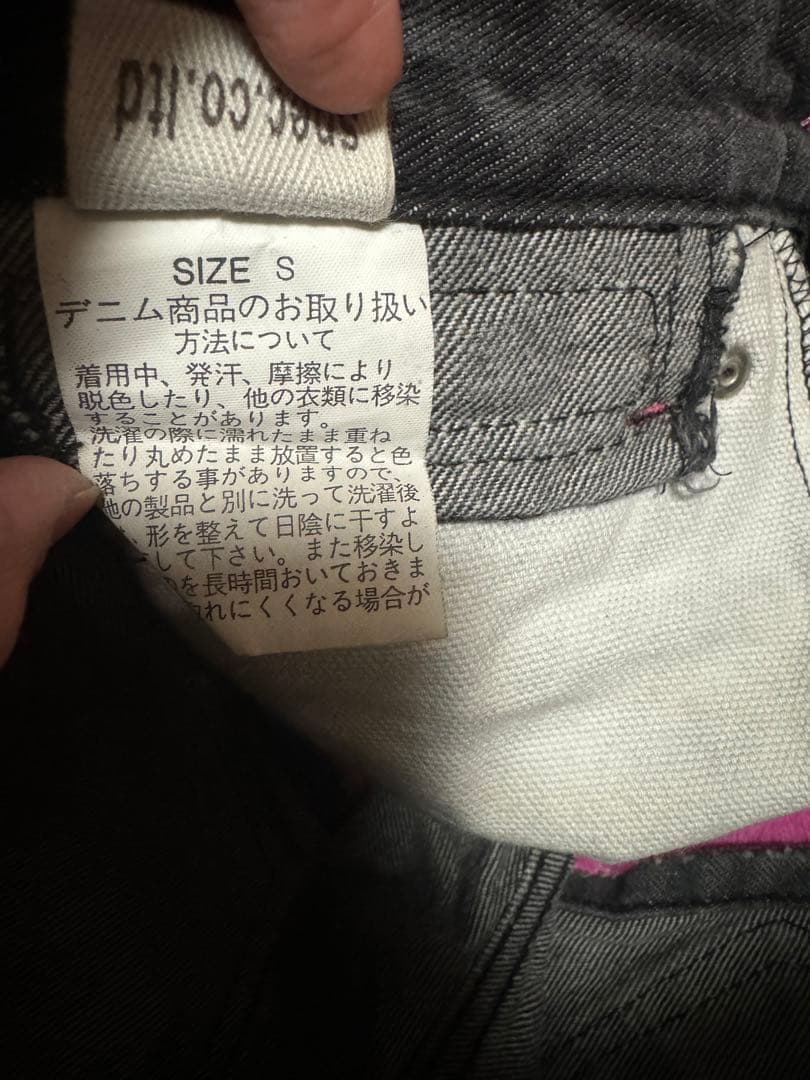 spec.co.ltd
SIZE S
デニム商品のお取り扱い
方法について
着用中、発汗、摩擦により
脱色したり、他の衣類に移染
することがあります。
洗濯の際に濡れたまま重ね
たり丸めたまま放置すると色
落ちする事がありますので、
他の製品と別に洗って洗濯後
、形を整えて日陰に干すよ
して下さい。また移染し
のを長時間おいておきま
れにくくなる場合が